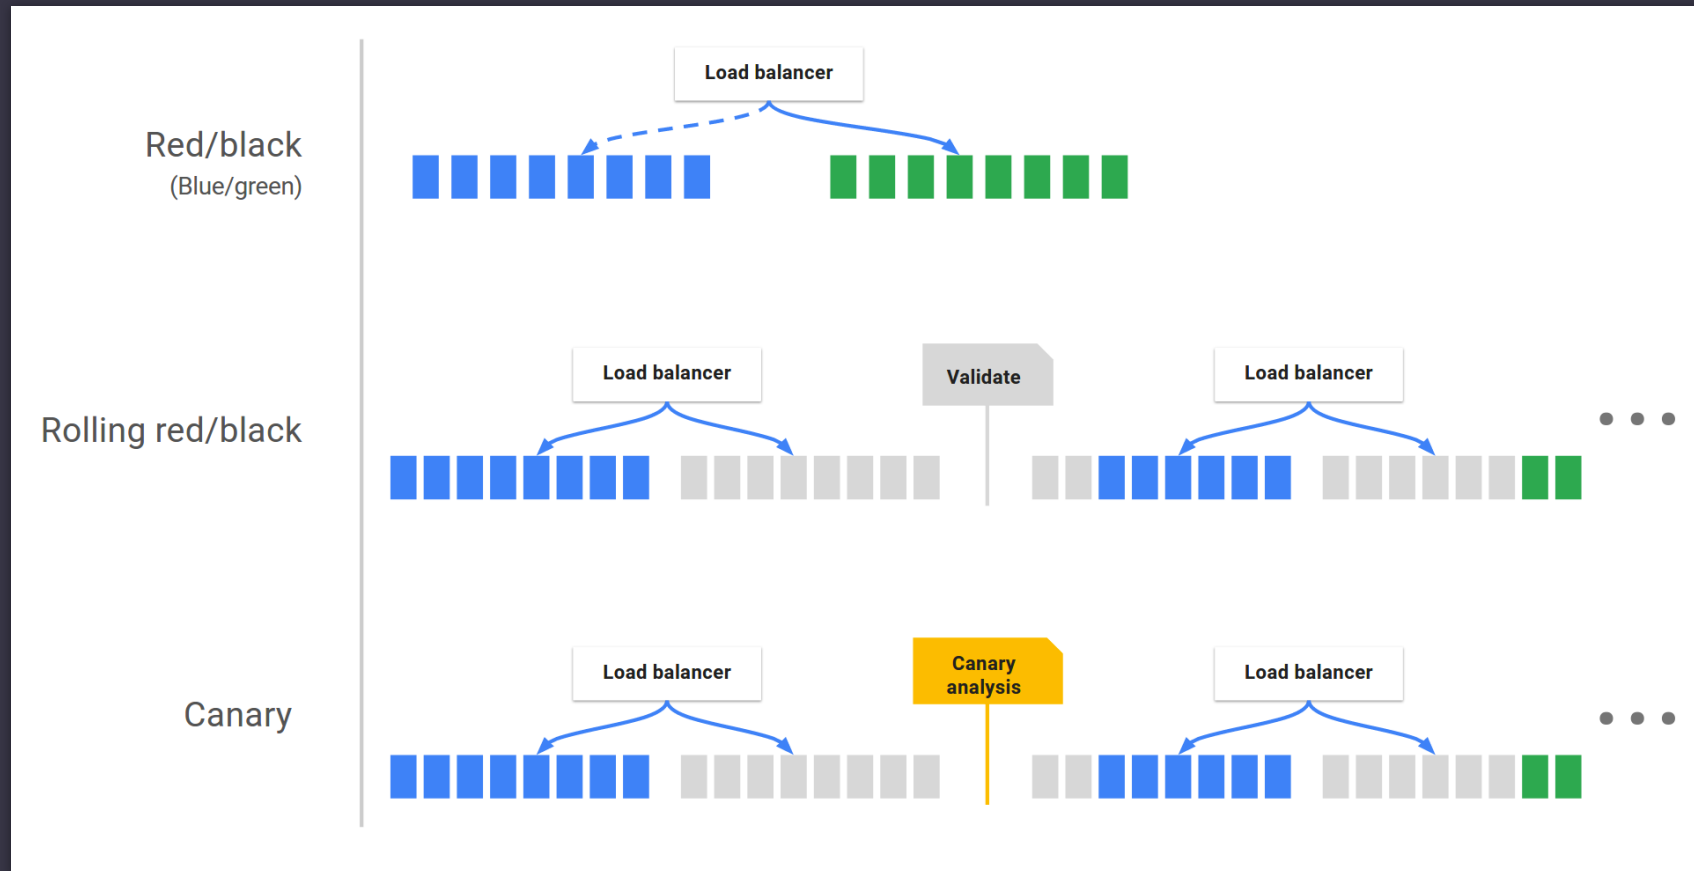 Load balancer
Red/black
(Blue/green)
Load balancer
Validate
Load balancer
Rolling red/black
Load balancer
Canary
analysis
Load balancer
Canary